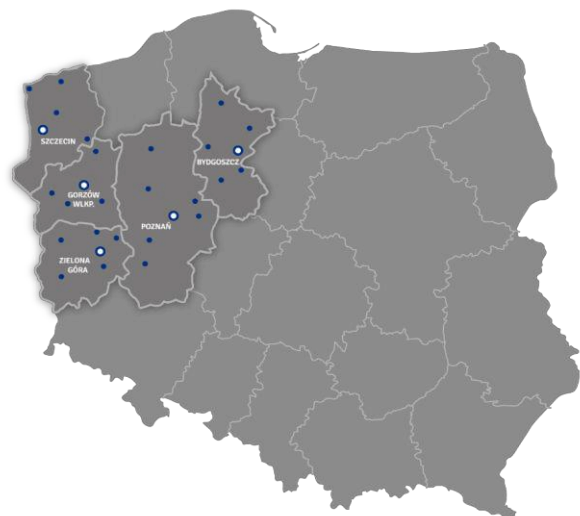 SZCZECIN
BYDGOSZCZ
GORZÓW
WLKP.
POZNAŃ
ZIELONA
GÓRA